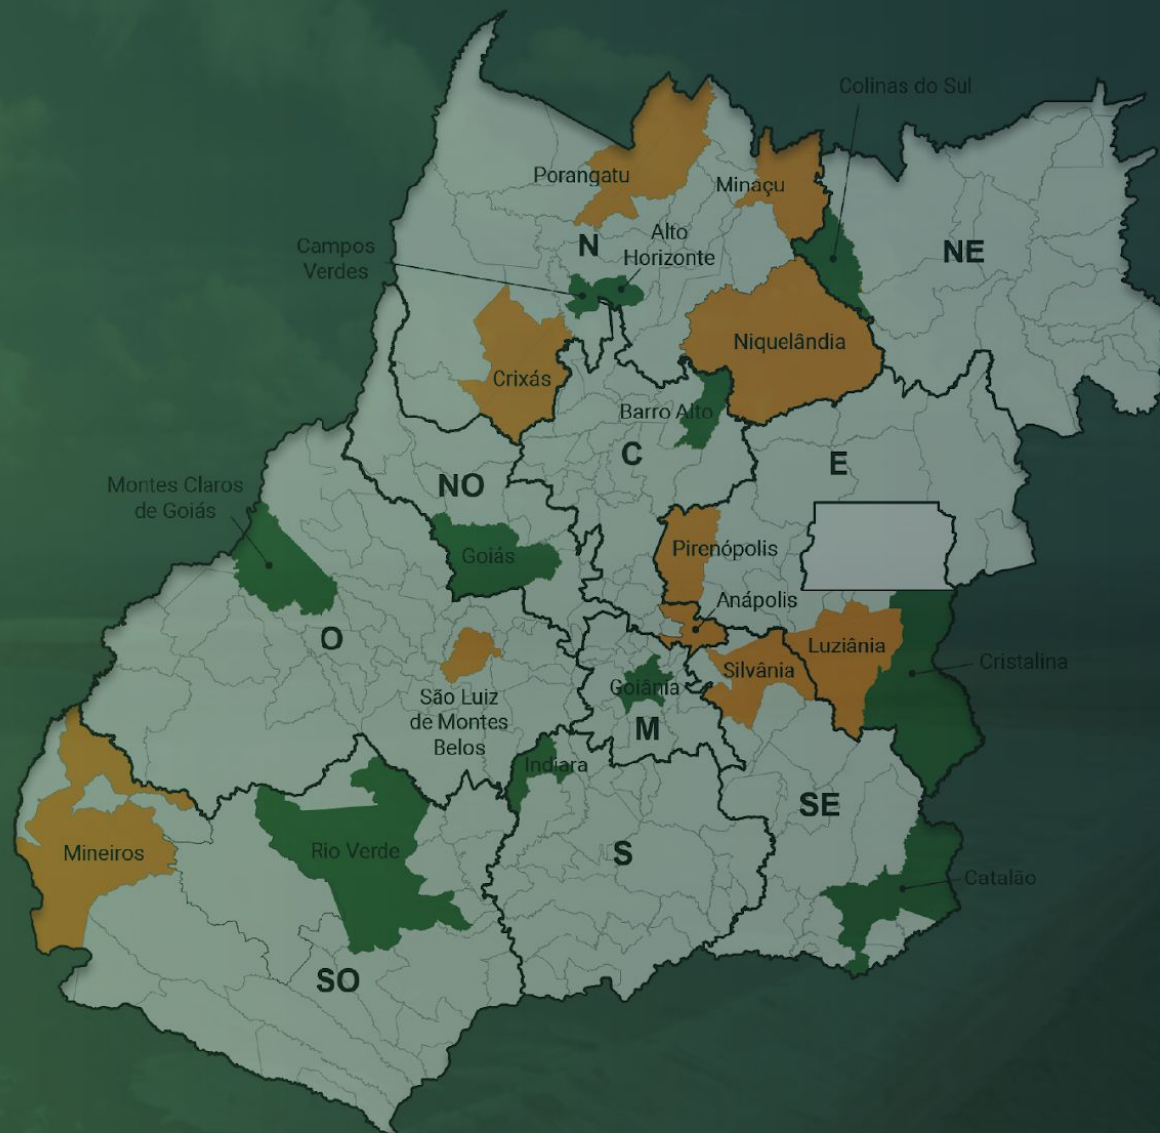 Colinas do Sul
Porangatu
Minaçu
Campos
Verdes
N
Alto
Horizonte
NE
Niquelândia
Crixás
Barro Alto
C
E
NO
Montes Claros
de Goiás
Goiás
Pirenópolis
Anápolis
O
Luziânia
Cristalina
Silvânia
Goiânia
São Luiz
de Montes
Belos
M
Indiara
SE
Mineiros
Rio Verde
S
Catalão
SO